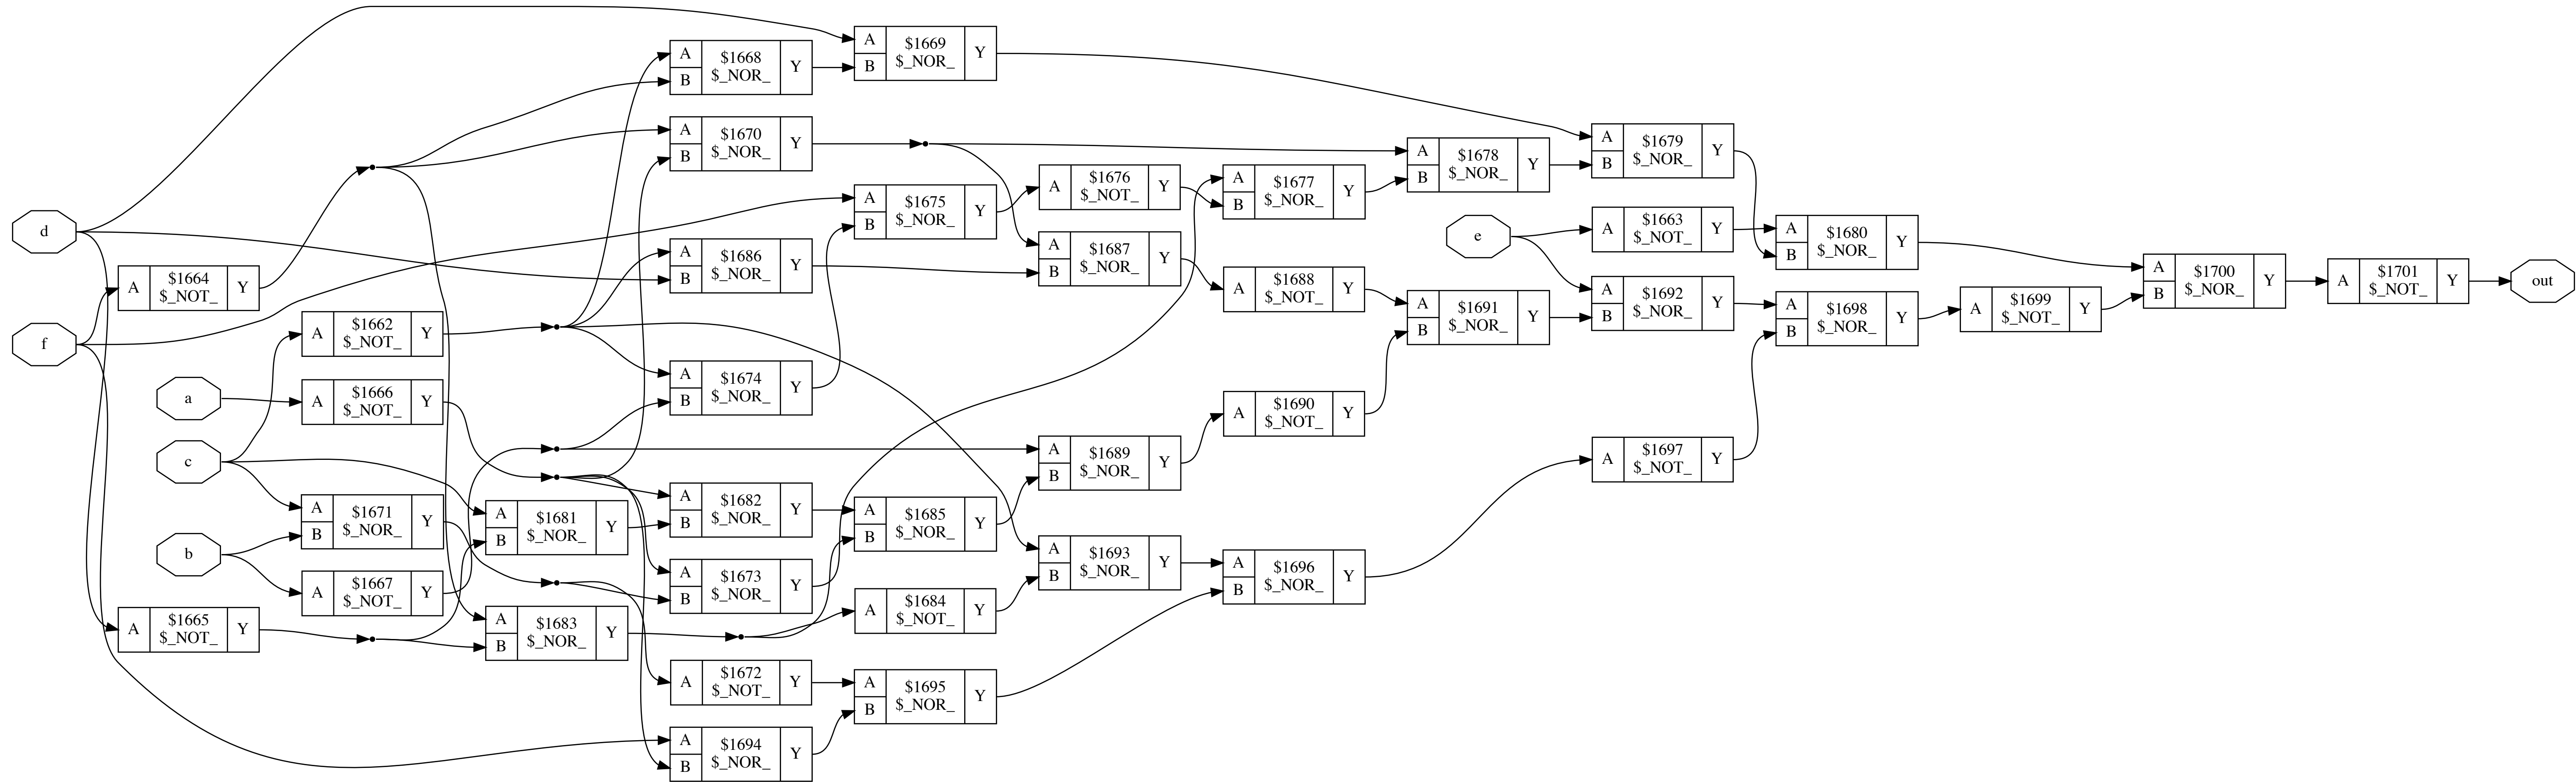 d
f
a
c
b
e
out
A $1664 $_NOT_ Y
A $1665 $_NOT_ Y
A $1662 $_NOT_ Y
A $1666 $_NOT_ Y
A B $1671 $_NOR_ Y
A $1667 $_NOT_ Y
A B $1681 $_NOR_ Y
A B $1683 $_NOR_ Y
A B $1668 $_NOR_ Y
A B $1670 $_NOR_ Y
A B $1686 $_NOR_ Y
A B $1674 $_NOR_ Y
A B $1682 $_NOR_ Y
A B $1673 $_NOR_ Y
A $1672 $_NOT_ Y
A B $1694 $_NOR_ Y
A B $1669 $_NOR_ Y
A B $1675 $_NOR_ Y
A B $1685 $_NOR_ Y
A $1684 $_NOT_ Y
A B $1695 $_NOR_ Y
A $1676 $_NOT_ Y
A B $1687 $_NOR_ Y
A B $1689 $_NOR_ Y
A B $1693 $_NOR_ Y
A B $1677 $_NOR_ Y
A $1688 $_NOT_ Y
A $1690 $_NOT_ Y
A B $1696 $_NOR_ Y
A B $1678 $_NOR_ Y
A B $1691 $_NOR_ Y
A B $1679 $_NOR_ Y
A $1663 $_NOT_ Y
A B $1692 $_NOR_ Y
A $1697 $_NOT_ Y
A B $1680 $_NOR_ Y
A B $1698 $_NOR_ Y
A $1699 $_NOT_ Y
A B $1700 $_NOR_ Y
A $1701 $_NOT_ Y